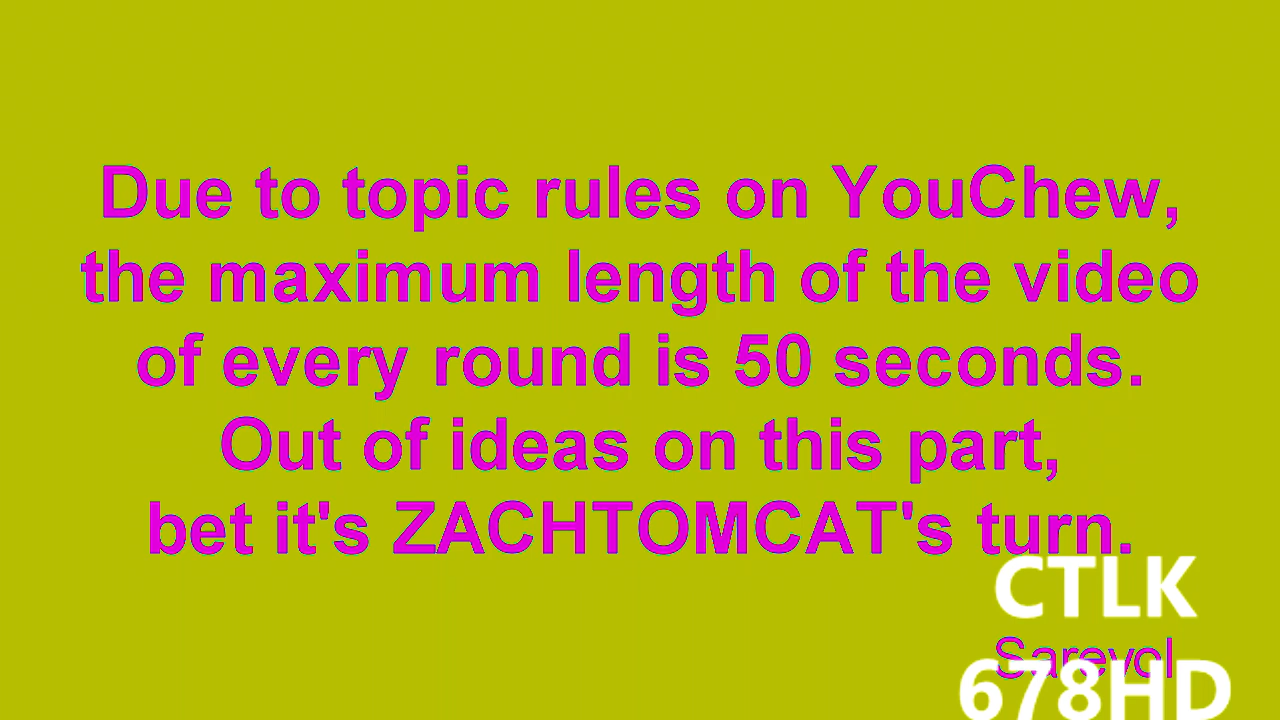 Due to topic rules on YouChew,
the maximum length of the video
of every round is 50 seconds.
Out of ideas on this part,
bet it's ZACHTOMCAT's turn.
CTLK
Sarevol
678HD